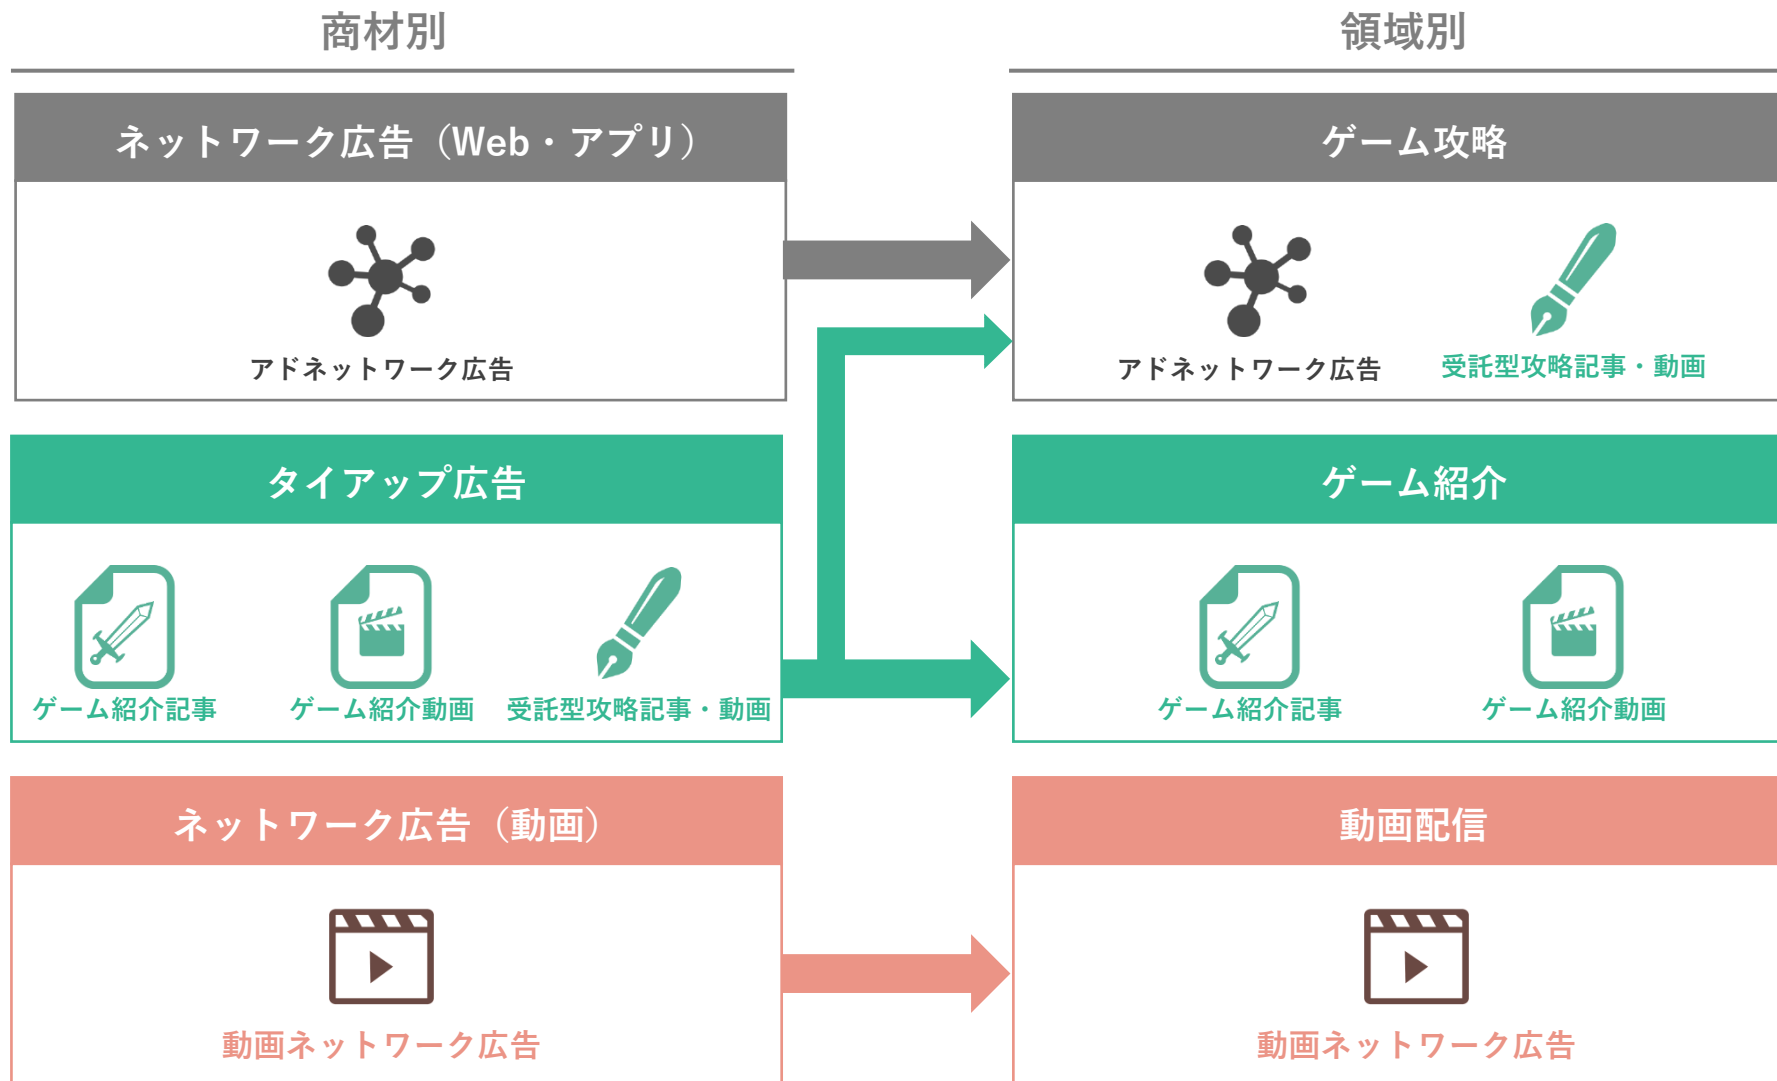 商材別
領域別
ネットワーク広告（Web・アプリ）
アドネットワーク広告
ゲーム攻略
アドネットワーク広告
受託型攻略記事・動画
タイアップ広告
ゲーム紹介記事
ゲーム紹介動画
受託型攻略記事・動画
ゲーム紹介
ゲーム紹介記事
ゲーム紹介動画
ネットワーク広告（動画）
動画ネットワーク広告
動画配信
動画ネットワーク広告